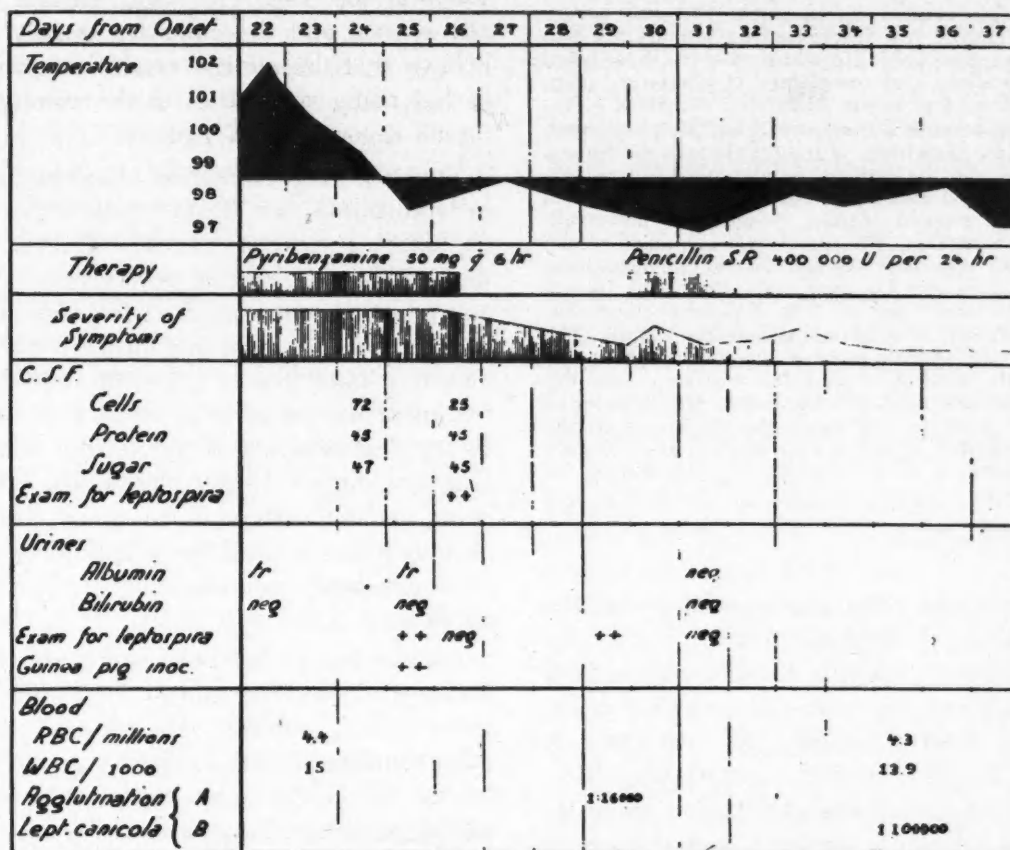 Days from Onset 22 23 24 25 26 27 28 29 30 31 32 33 34 35 36 37
Temperature 102
101
100
99
98
97
Therapy Pyribenzamine 50 mg q̄ 6 hr Penicillin S.R. 400 000 U per 24 hr
Severity of
Symptoms
C.S.F.
Cells 72 25
Protein 45 45
Sugar 47 45
Exam. for leptospira ++
Urines
Albumin tr tr neg
Bilirubin neg neg neg
Exam for leptospira ++ neg ++ neg
Guinea pig inoc. ++
Blood
RBC / millions 4.4 4.3
WBC / 1000 15 13.9
Agglutination A 1:16000
Lept. canicola B